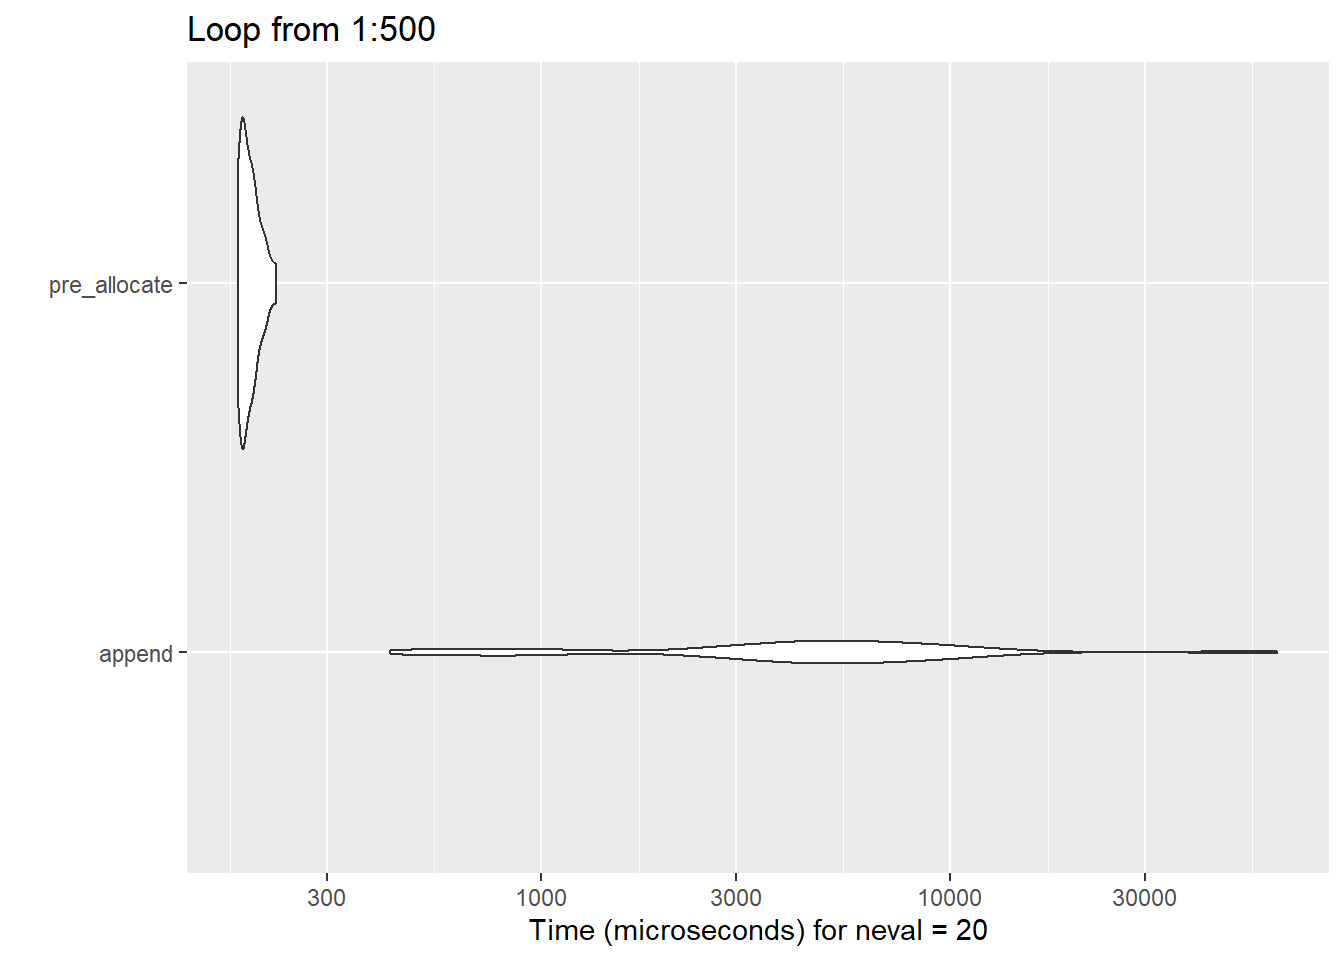 Loop from 1:500
pre_allocate
append
300 1000 3000 10000 30000
Time (microseconds) for neval = 20